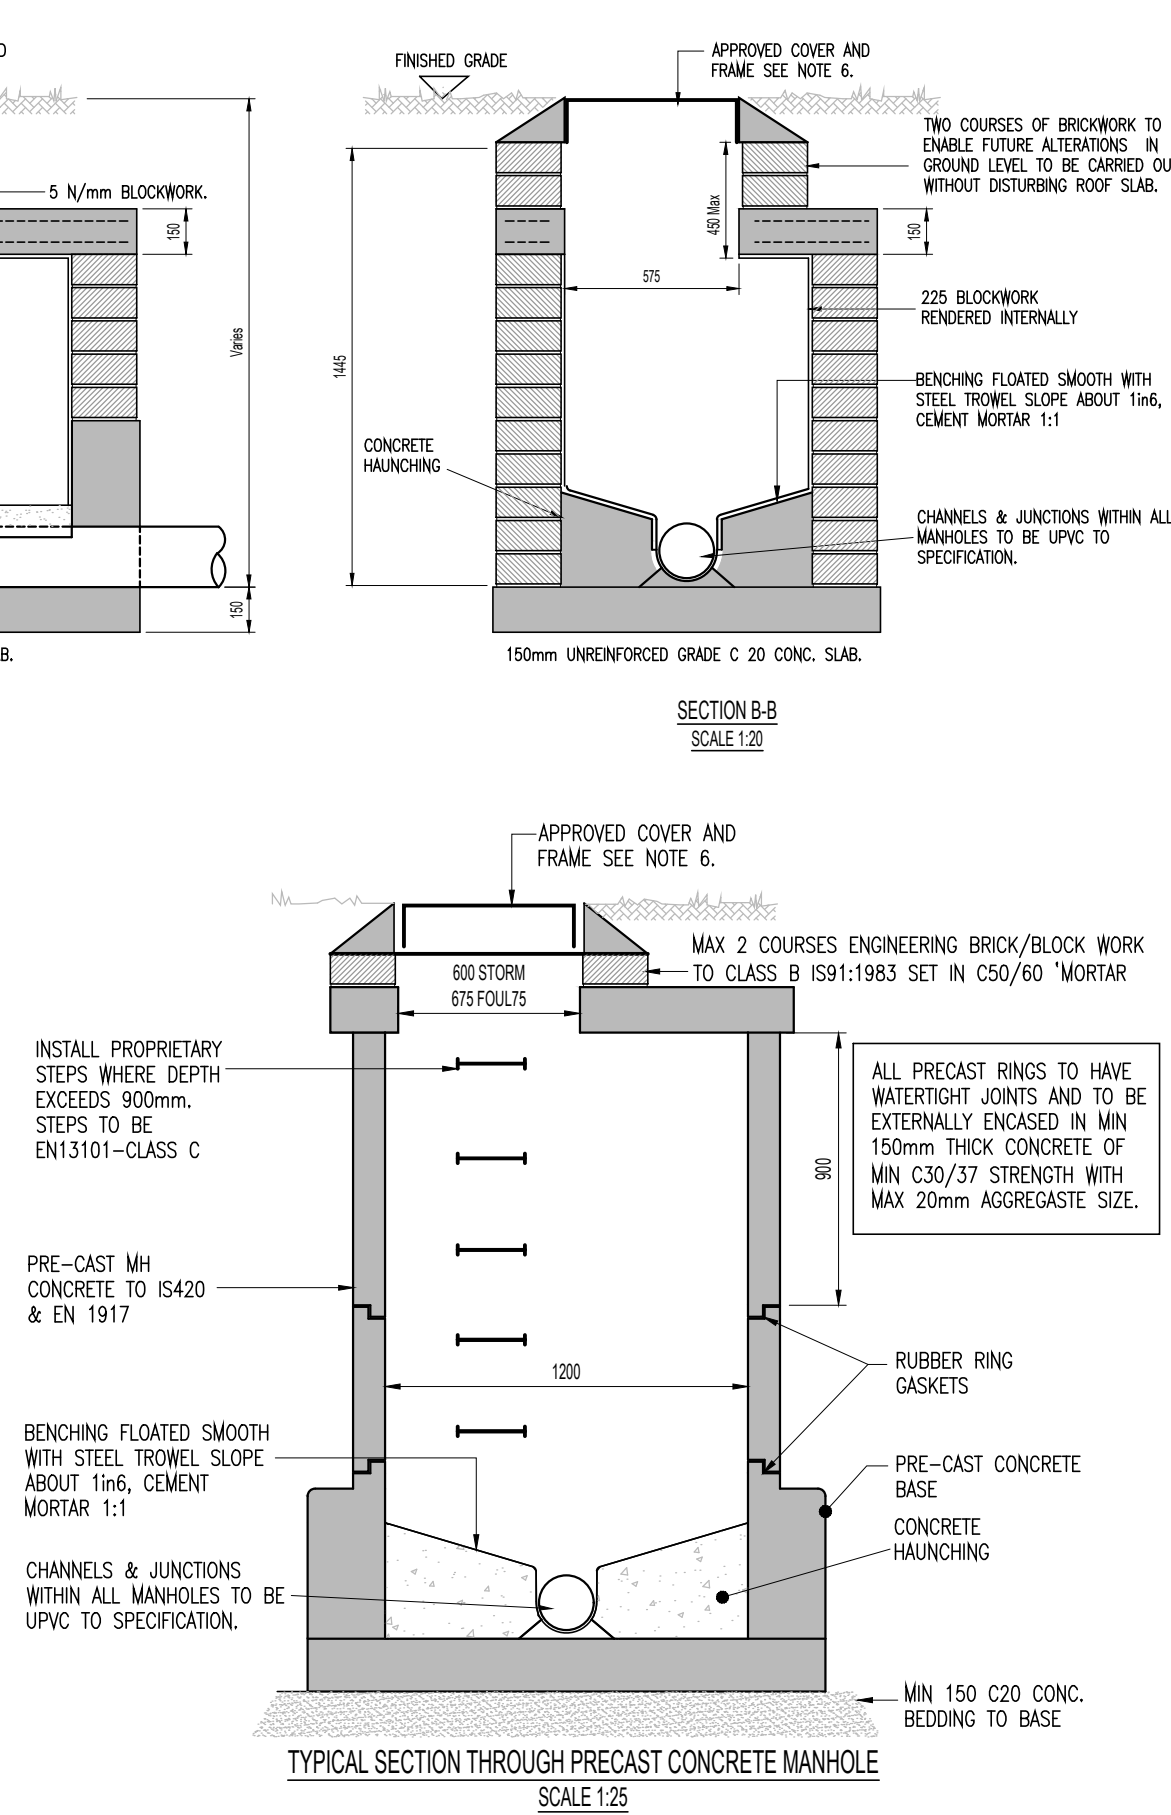 D
5 N/mm BLOCKWORK.
150
Varies
150
B.
FINISHED GRADE
APPROVED COVER AND
FRAME SEE NOTE 6.
TWO COURSES OF BRICKWORK TO
ENABLE FUTURE ALTERATIONS IN
GROUND LEVEL TO BE CARRIED OU
WITHOUT DISTURBING ROOF SLAB.
450 Max
150
575
1445
225 BLOCKWORK
RENDERED INTERNALLY
BENCHING FLOATED SMOOTH WITH
STEEL TROWEL SLOPE ABOUT 1in6,
CEMENT MORTAR 1:1
CONCRETE
HAUNCHING
CHANNELS & JUNCTIONS WITHIN ALL
MANHOLES TO BE UPVC TO
SPECIFICATION.
150mm UNREINFORCED GRADE C 20 CONC. SLAB.
SECTION B-B
SCALE 1:20
APPROVED COVER AND
FRAME SEE NOTE 6.
MAX 2 COURSES ENGINEERING BRICK/BLOCK WORK
TO CLASS B IS91:1983 SET IN C50/60 'MORTAR
600 STORM
675 FOUL75
INSTALL PROPRIETARY
STEPS WHERE DEPTH
EXCEEDS 900mm.
STEPS TO BE
EN13101-CLASS C
ALL PRECAST RINGS TO HAVE
WATERTIGHT JOINTS AND TO BE
EXTERNALLY ENCASED IN MIN
150mm THICK CONCRETE OF
MIN C30/37 STRENGTH WITH
MAX 20mm AGGREGASTE SIZE.
900
PRE-CAST MH
CONCRETE TO IS420
& EN 1917
RUBBER RING
GASKETS
1200
BENCHING FLOATED SMOOTH
WITH STEEL TROWEL SLOPE
ABOUT 1in6, CEMENT
MORTAR 1:1
PRE-CAST CONCRETE
BASE
CONCRETE
HAUNCHING
CHANNELS & JUNCTIONS
WITHIN ALL MANHOLES TO BE
UPVC TO SPECIFICATION.
MIN 150 C20 CONC.
BEDDING TO BASE
TYPICAL SECTION THROUGH PRECAST CONCRETE MANHOLE
SCALE 1:25